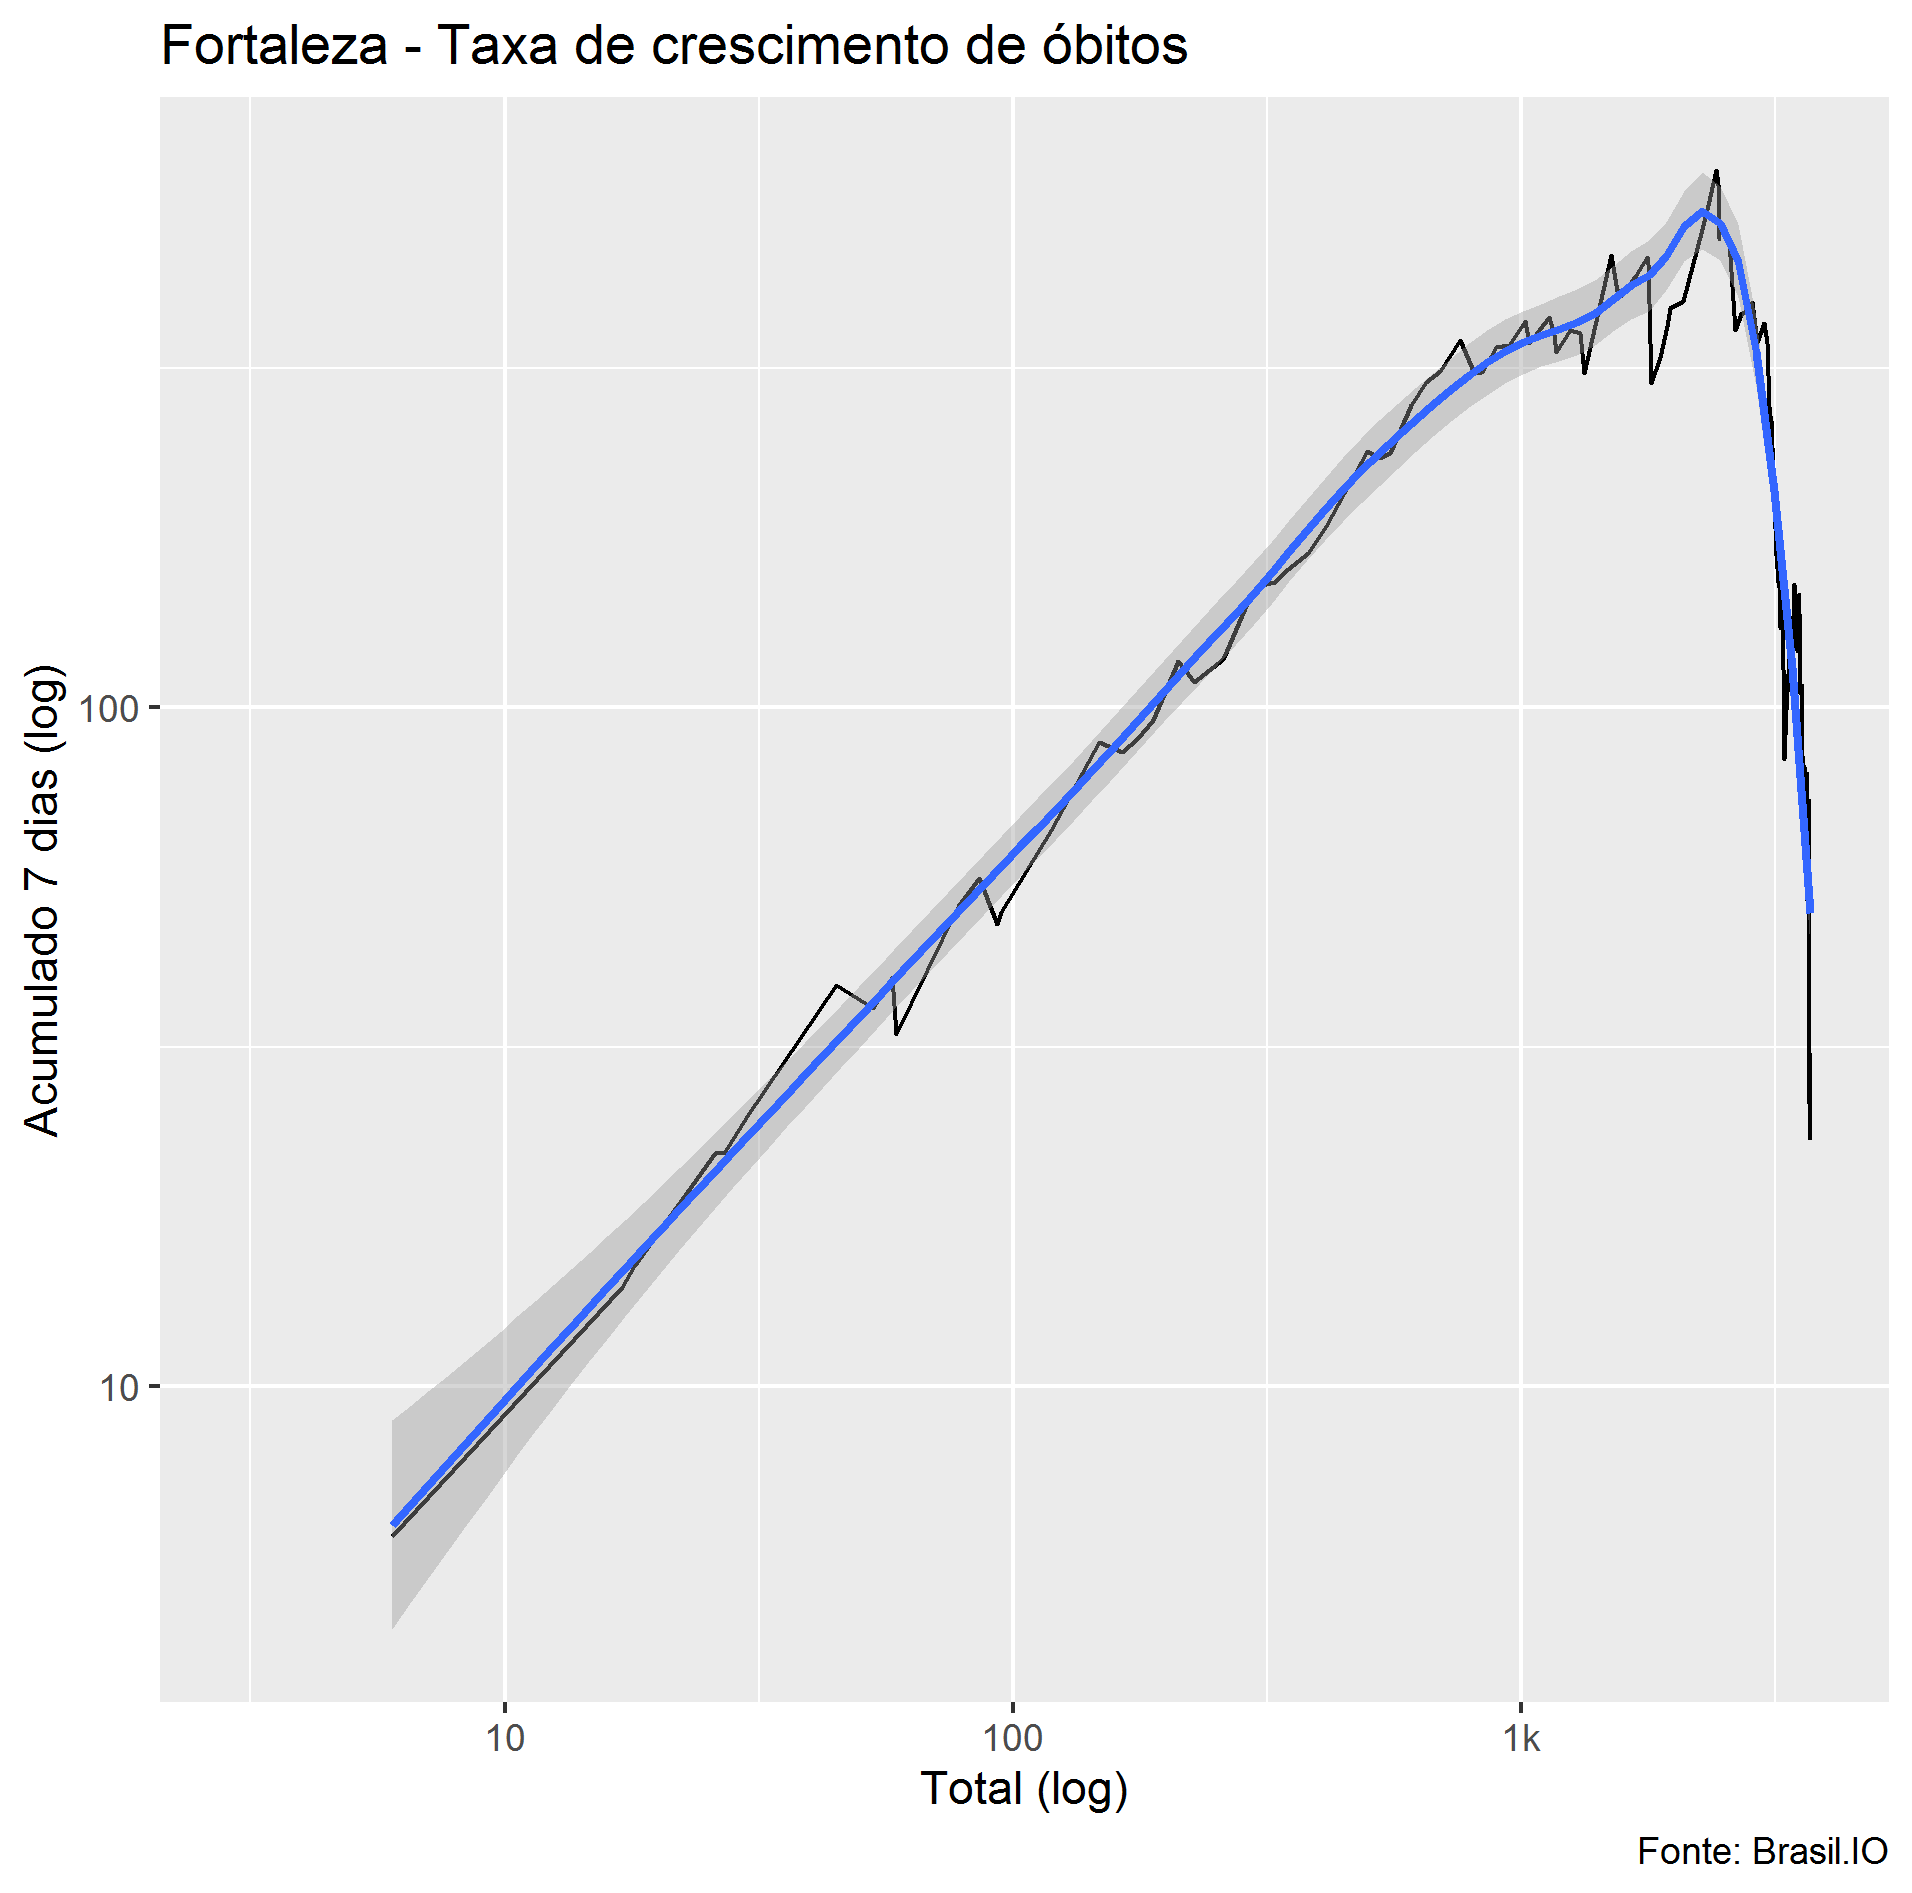 Fortaleza - Taxa de crescimento de óbitos
Acumulado 7 dias (log)
100
10
10
100
1k
Total (log)
Fonte: Brasil.IO